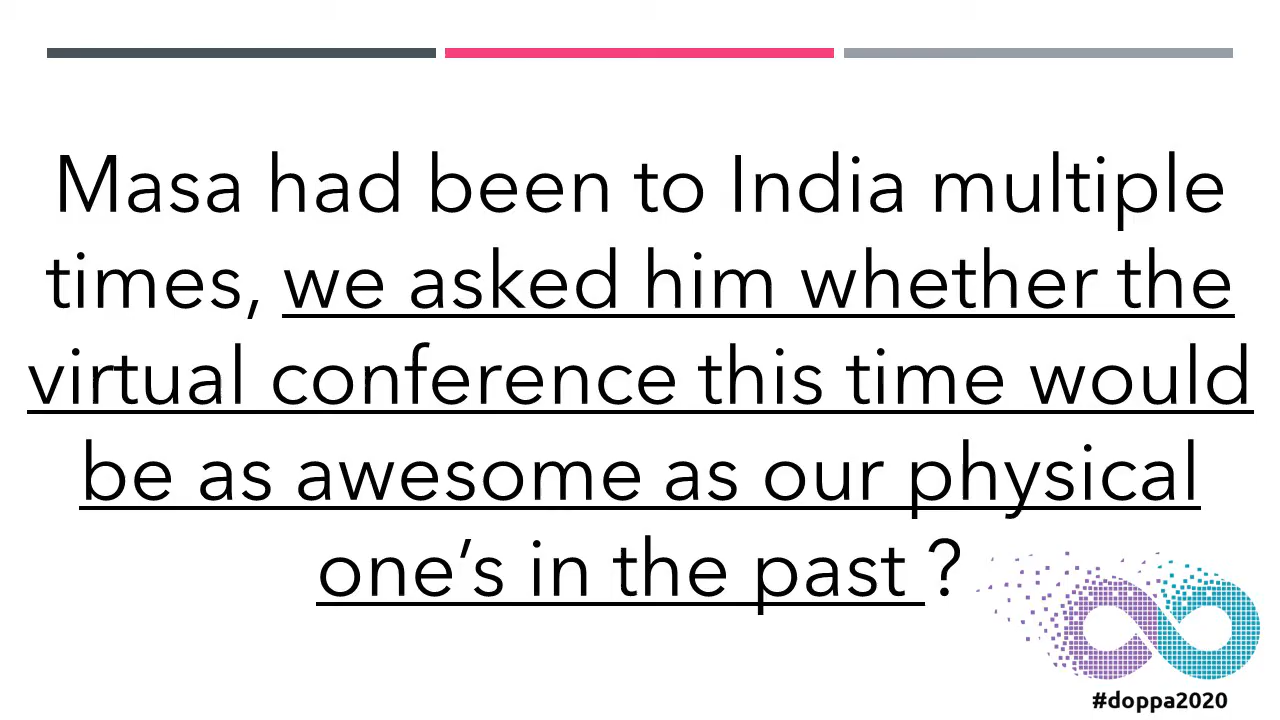 Masa had been to India multiple
times, we asked him whether the
virtual conference this time would
be as awesome as our physical
one’s in the past ?
#doppa2020